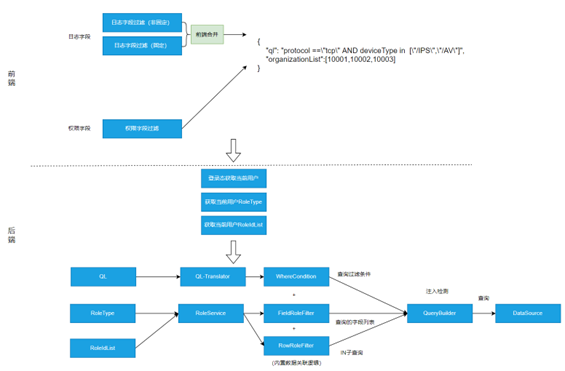 日志字段过滤（非固定）
日志字段
前端条件
日志字段过滤（固定）
{
"ql": "protocol ==\"tcp\" AND deviceType in [\"/IPS\",\"/AV\"]",
"organizationList":[10001,10002,10003]
}
前端
权限字段
权限字段过滤
登录态获取当前用户
获取当前用户RoleType
获取当前用户RoleIdList
后端
QL
QL-Translator
WhereCondition
查询过滤条件
+
注入检测
查询
RoleType
RoleService
FieldRoleFilter
QueryBuilder
DataSource
查询的字段列表
+
RoleIdList
RowRoleFilter
IN子查询
(内置数据关联逻辑)